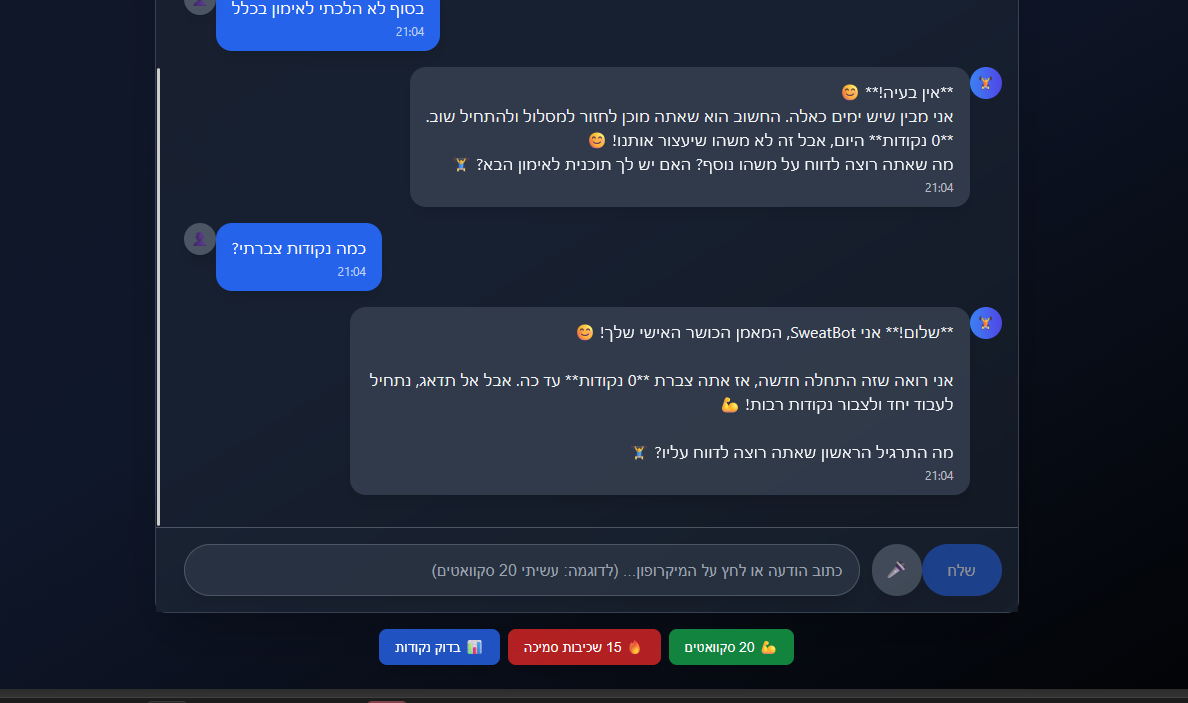 בסוף לא הלכתי לאימון בכלל
21:04
**אין בעיה!** 😊
אני מבין שיש ימים כאלה. החשוב הוא שאתה מוכן לחזור למסלול ולהתחיל שוב.
**0 נקודות** היום, אבל זה לא משהו שיעצור אותנו! 😊
מה שאתה רוצה לדווח על משהו נוסף? האם יש לך תוכנית לאימון הבא? 🏋️
21:04
כמה נקודות צברתי?
21:04
**שלום!** אני SweatBot, המאמן הכושר האישי שלך! 😊
אני רואה שזה התחלה חדשה, אז אתה צברת **0 נקודות** עד כה. אבל אל תדאג, נתחיל
לעבוד יחד ולצבור נקודות רבות! 💪
מה התרגיל הראשון שאתה רוצה לדווח עליו? 🏋️
21:04
כתוב הודעה או לחץ על המיקרופון... (לדוגמה: עשיתי 20 סקוואטים)
שלח
💪 20 סקוואטים
🔥 15 שכיבות סמיכה
📊 בדוק נקודות